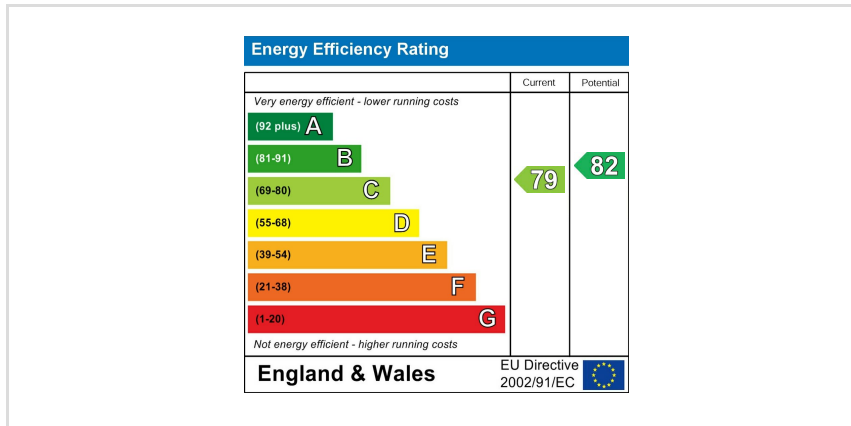 Energy Efficiency Rating
Current Potential
Very energy efficient - lower running costs
(92 plus) A
(81-91) B
(69-80) C
(55-68) D
(39-54) E
(21-38) F
(1-20) G
79
82
Not energy efficient - higher running costs
England & Wales
EU Directive
2002/91/EC